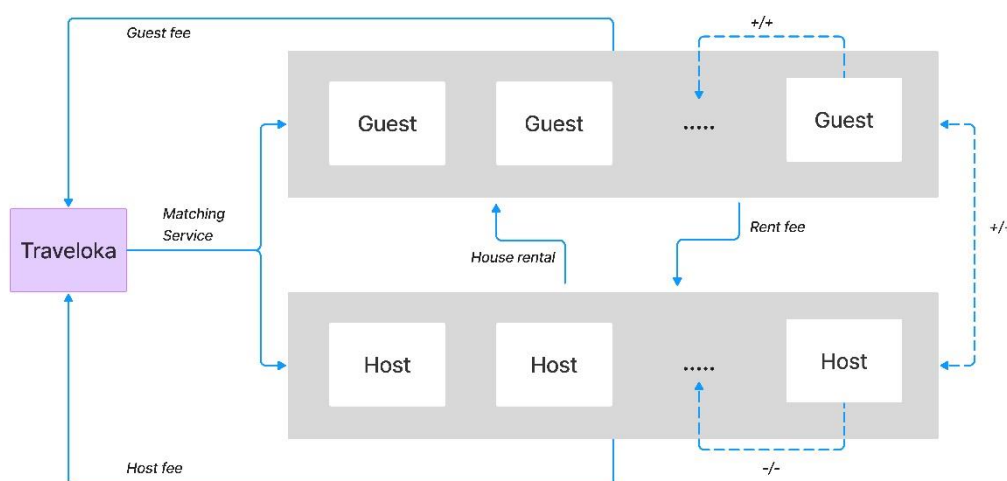 Guest fee
+/+
Guest
Guest
.....
Guest
Matching
Service
Traveloka
House rental
Rent fee
+/+
Host
Host
.....
Host
Host fee
-/-